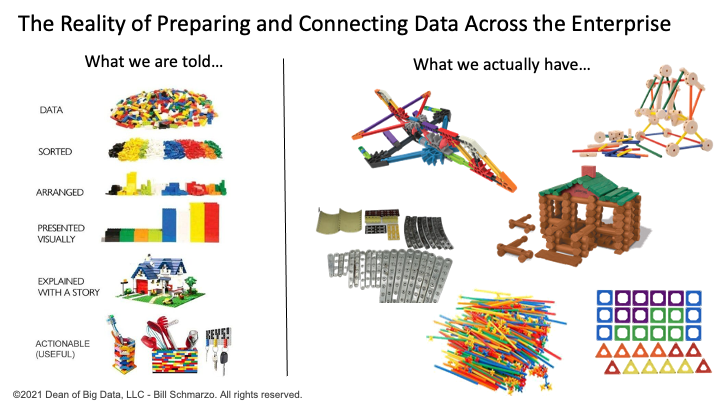 The Reality of Preparing and Connecting Data Across the Enterprise
What we are told…
What we actually have…
DATA
SORTED
ARRANGED
PRESENTED
VISUALLY
EXPLAINED
WITH A STORY
ACTIONABLE
(USEFUL)
©2021 Dean of Big Data, LLC - Bill Schmarzo. All rights reserved.